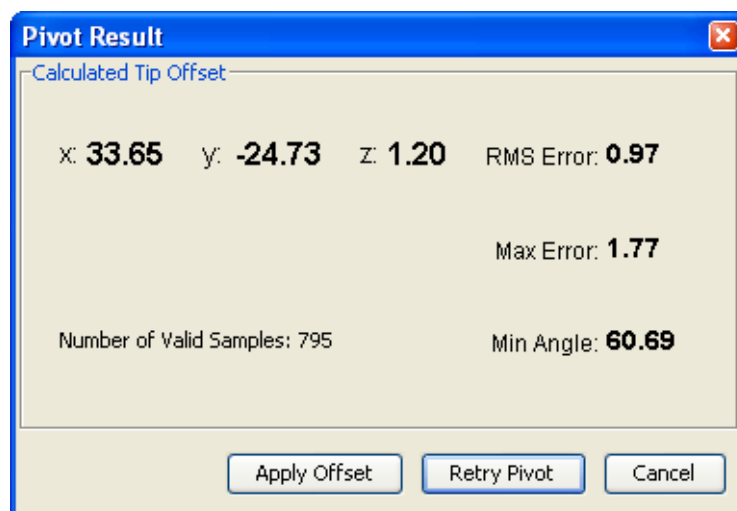 Pivot Result
Calculated Tip Offset
x: 33.65 y: -24.73 z: 1.20 RMS Error: 0.97
Max Error: 1.77
Number of Valid Samples: 795 Min Angle: 60.69
Apply Offset Retry Pivot Cancel